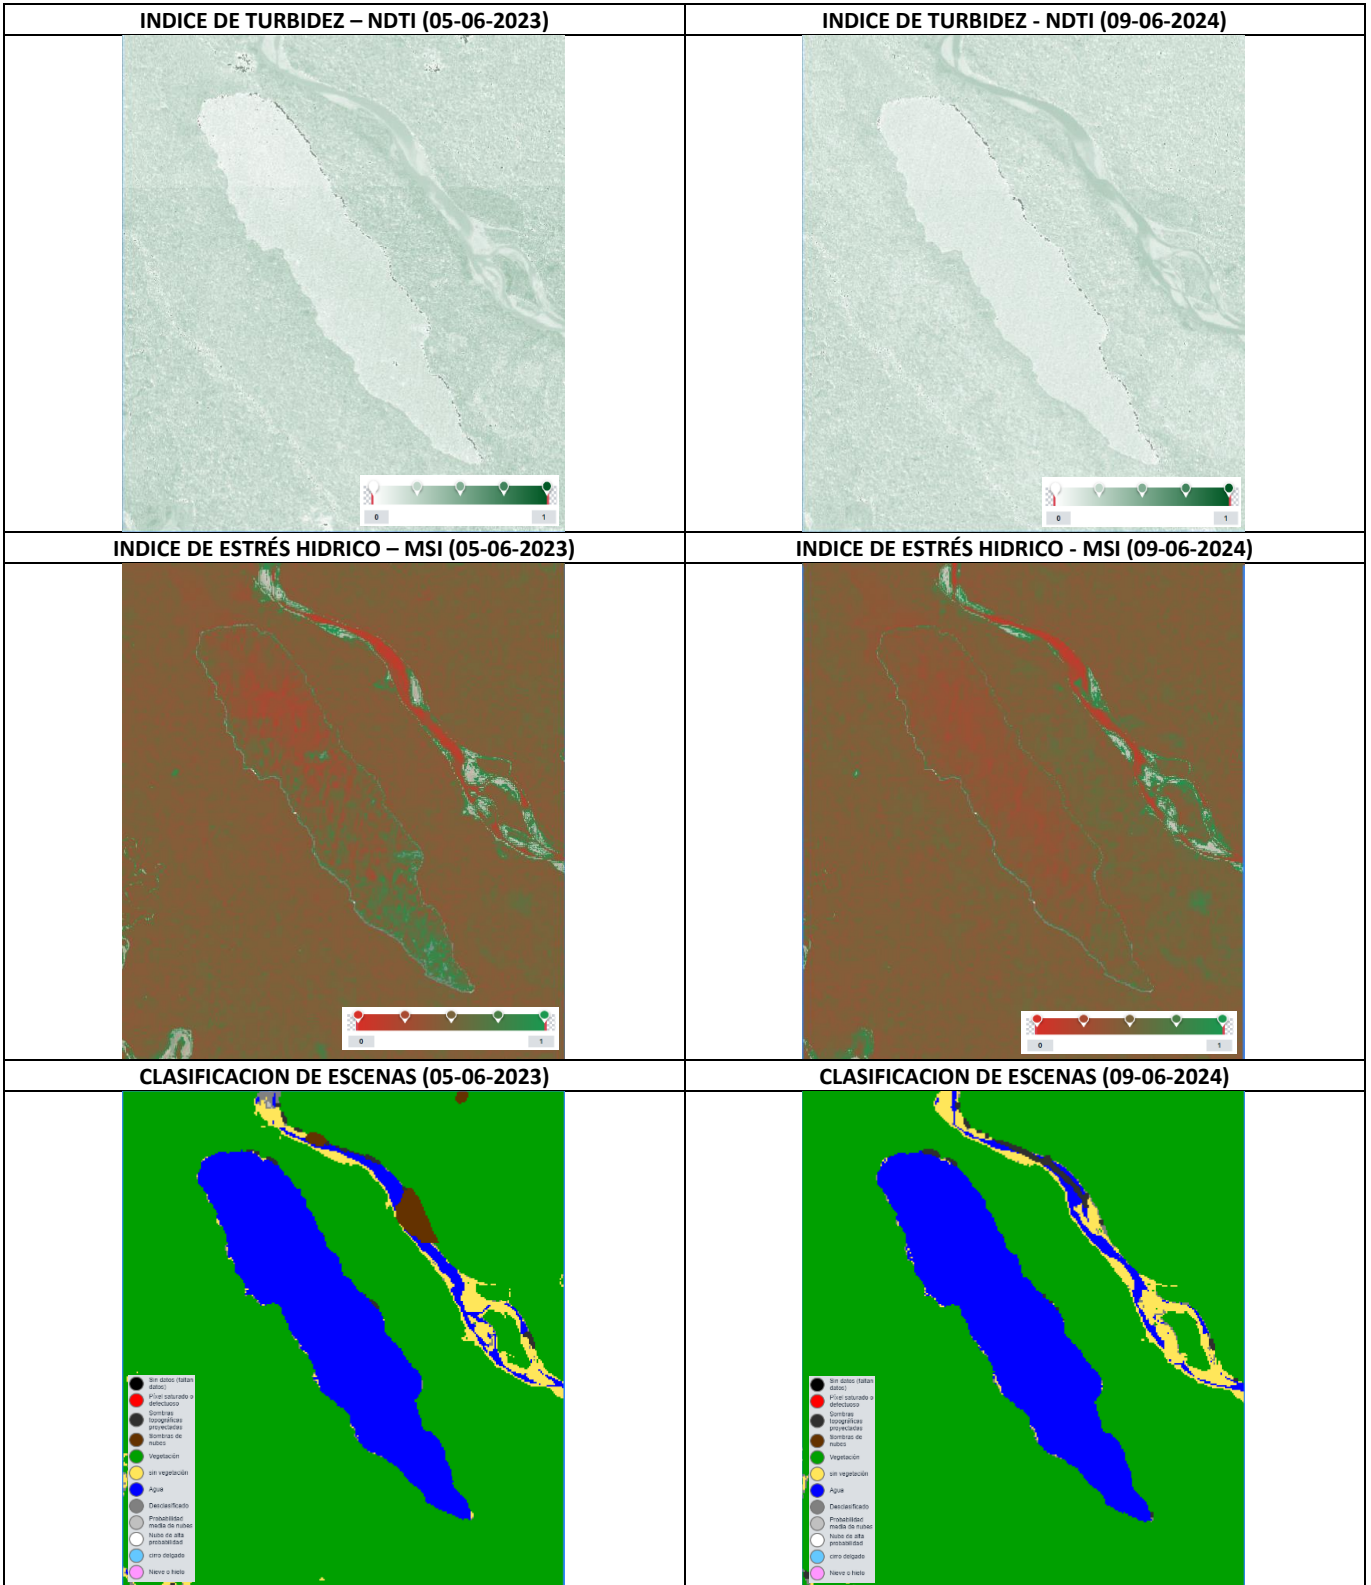 INDICE DE TURBIDEZ – NDTI (05-06-2023)
INDICE DE TURBIDEZ - NDTI (09-06-2024)
0 1
0 1
INDICE DE ESTRÉS HIDRICO – MSI (05-06-2023)
INDICE DE ESTRÉS HIDRICO - MSI (09-06-2024)
0 1
0 1
CLASIFICACION DE ESCENAS (05-06-2023)
CLASIFICACION DE ESCENAS (09-06-2024)
Sin datos (faltan
datos)
Píxel saturado o
defectuoso
Sombras
topográficas
proyectadas
Sombras de
nubes
Vegetación
sin vegetación
Agua
Desclasificado
Probabilidad
media de nubes
Nube de alta
probabilidad
cirro delgado
Nieve o hielo
Sin datos (faltan
datos)
Píxel saturado o
defectuoso
Sombras
topográficas
proyectadas
Sombras de
nubes
Vegetación
sin vegetación
Agua
Desclasificado
Probabilidad
media de nubes
Nube de alta
probabilidad
cirro delgado
Nieve o hielo